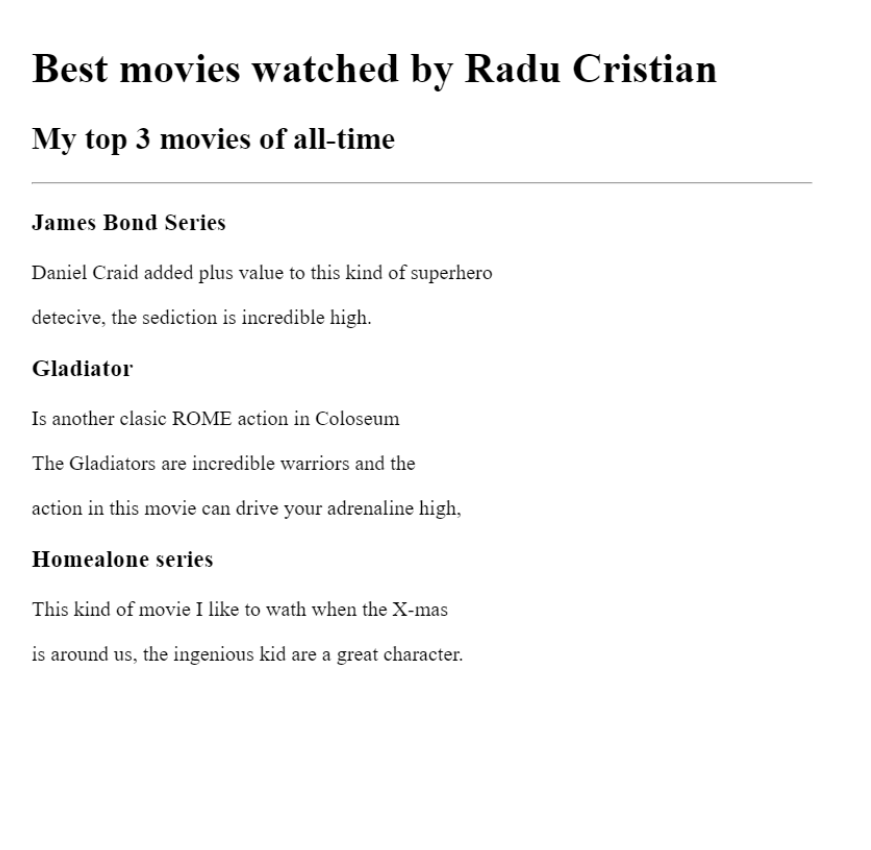 Best movies watched by Radu Cristian
My top 3 movies of all-time
James Bond Series
Daniel Craid added plus value to this kind of superhero
detecive, the sediction is incredible high.
Gladiator
Is another clasic ROME action in Coloseum
The Gladiators are incredible warriors and the
action in this movie can drive your adrenaline high,
Homealone series
This kind of movie I like to wath when the X-mas
is around us, the ingenious kid are a great character.